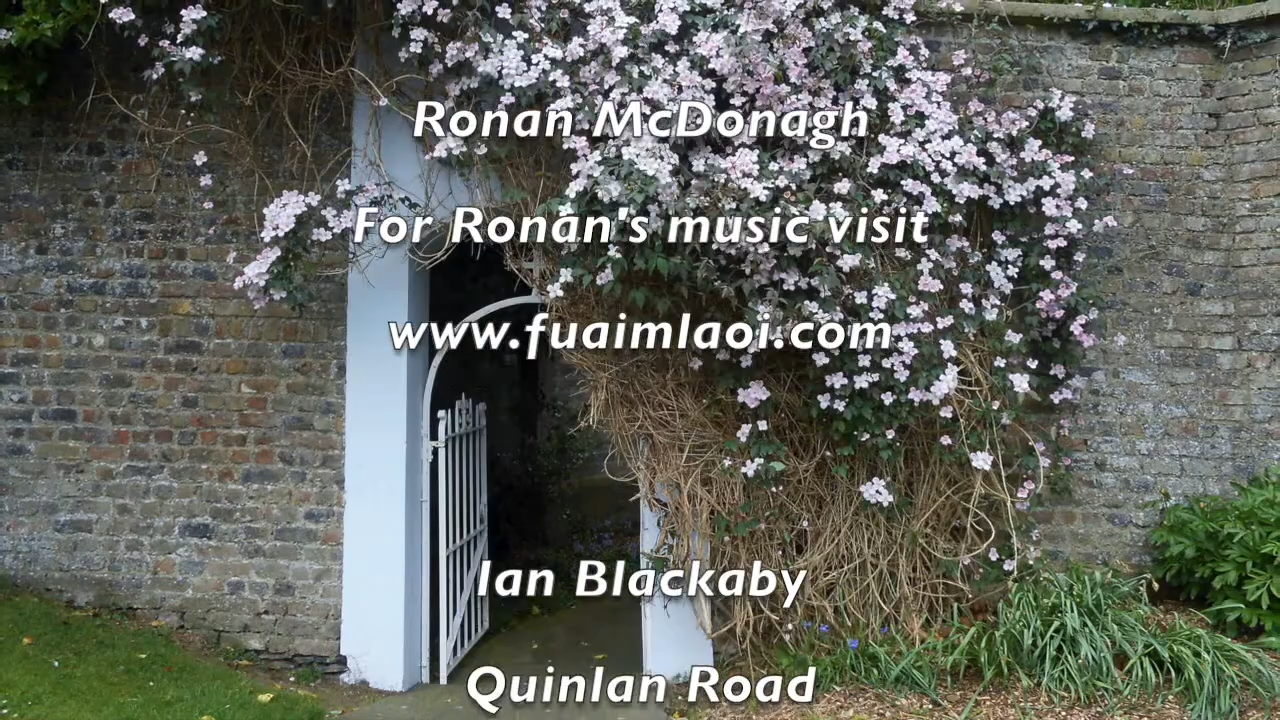 Ronan McDonagh
For Ronan's music visit
www.fuaimlaoi.com
Ian Blackaby
Quinlan Road